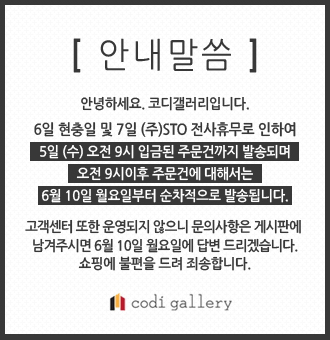 [ 안내말씀 ]
안녕하세요. 코디갤러리입니다.
6일 현충일 및 7일 (주)STO 전사휴무로 인하여
5일 (수) 오전 9시 입금된 주문건까지 발송되며
오전 9시이후 주문건에 대해서는
6월 10일 월요일부터 순차적으로 발송됩니다.
고객센터 또한 운영되지 않으니 문의사항은 게시판에
남겨주시면 6월 10일 월요일에 답변 드리겠습니다.
쇼핑에 불편을 드려 죄송합니다.
codi gallery